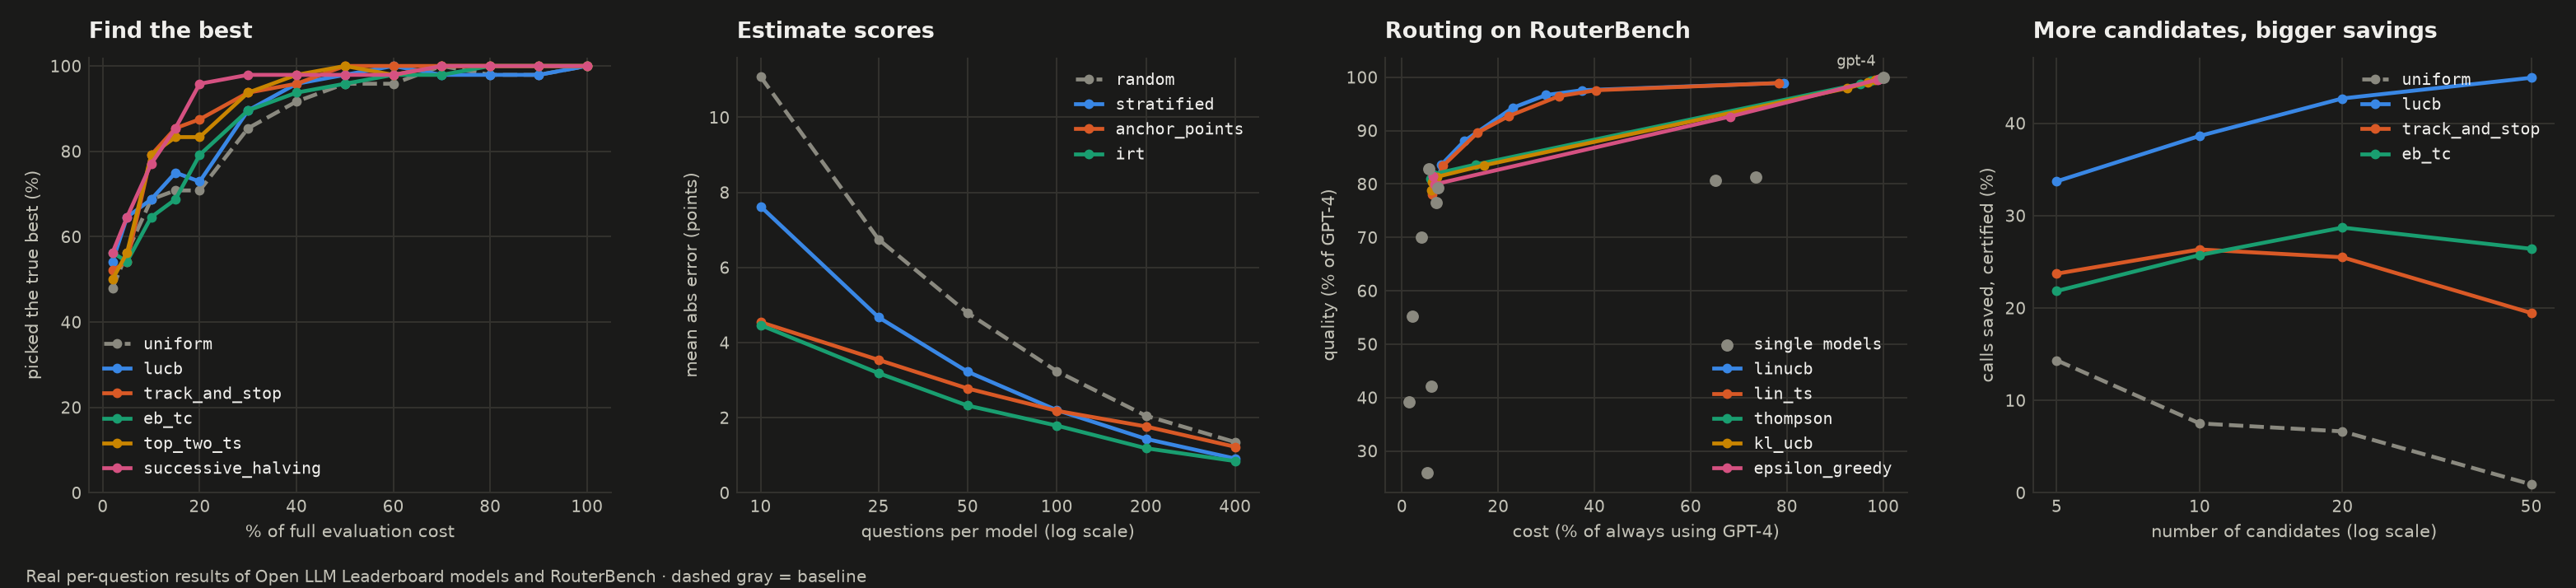 Find the best
picked the true best (%)
100
80
60
40
20
0
uniform
lucb
track_and_stop
eb_tc
top_two_ts
successive_halving
0 20 40 60 80 100
% of full evaluation cost
Estimate scores
mean abs error (points)
10
8
6
4
2
0
random
stratified
anchor_points
irt
10 25 50 100 200 400
questions per model (log scale)
Routing on RouterBench
quality (% of GPT-4)
100
90
80
70
60
50
40
30
gpt-4
single models
linucb
lin_ts
thompson
kl_ucb
epsilon_greedy
0 20 40 60 80 100
cost (% of always using GPT-4)
More candidates, bigger savings
calls saved, certified (%)
40
30
20
10
0
uniform
lucb
track_and_stop
eb_tc
5 10 20 50
number of candidates (log scale)
Real per-question results of Open LLM Leaderboard models and RouterBench · dashed gray = baseline